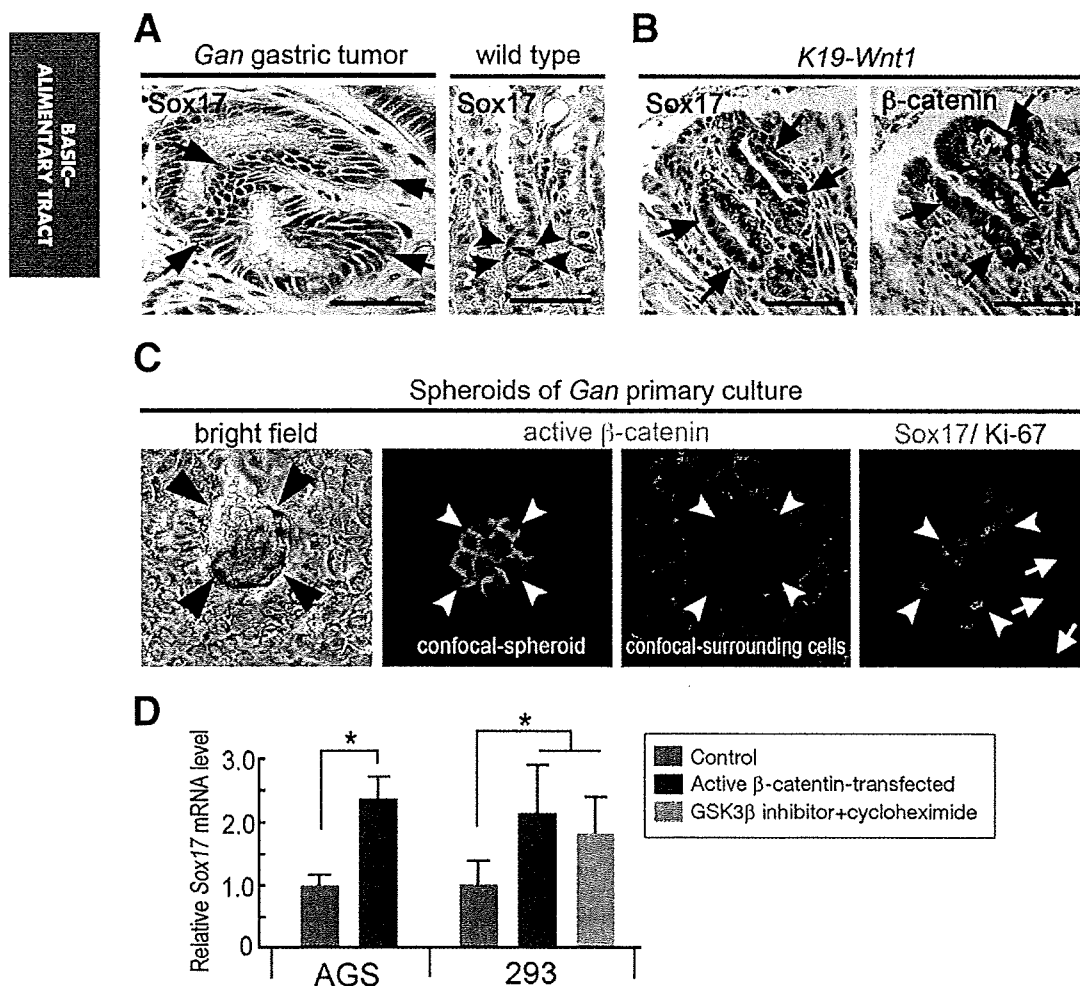 BASIC–
ALIMENTARY TRACT
A
Gan gastric tumor
wild type
Sox17
Sox17
B
K19-Wnt1
Sox17
β-catenin
C
Spheroids of Gan primary culture
bright field
active β-catenin
Sox17/ Ki-67
confocal-spheroid
confocal-surrounding cells
D
Relative Sox17 mRNA level
3.0
2.0
1.0
0
*
*
AGS
293
Control
Active β-catentin-transfected
GSK3β inhibitor+cycloheximide